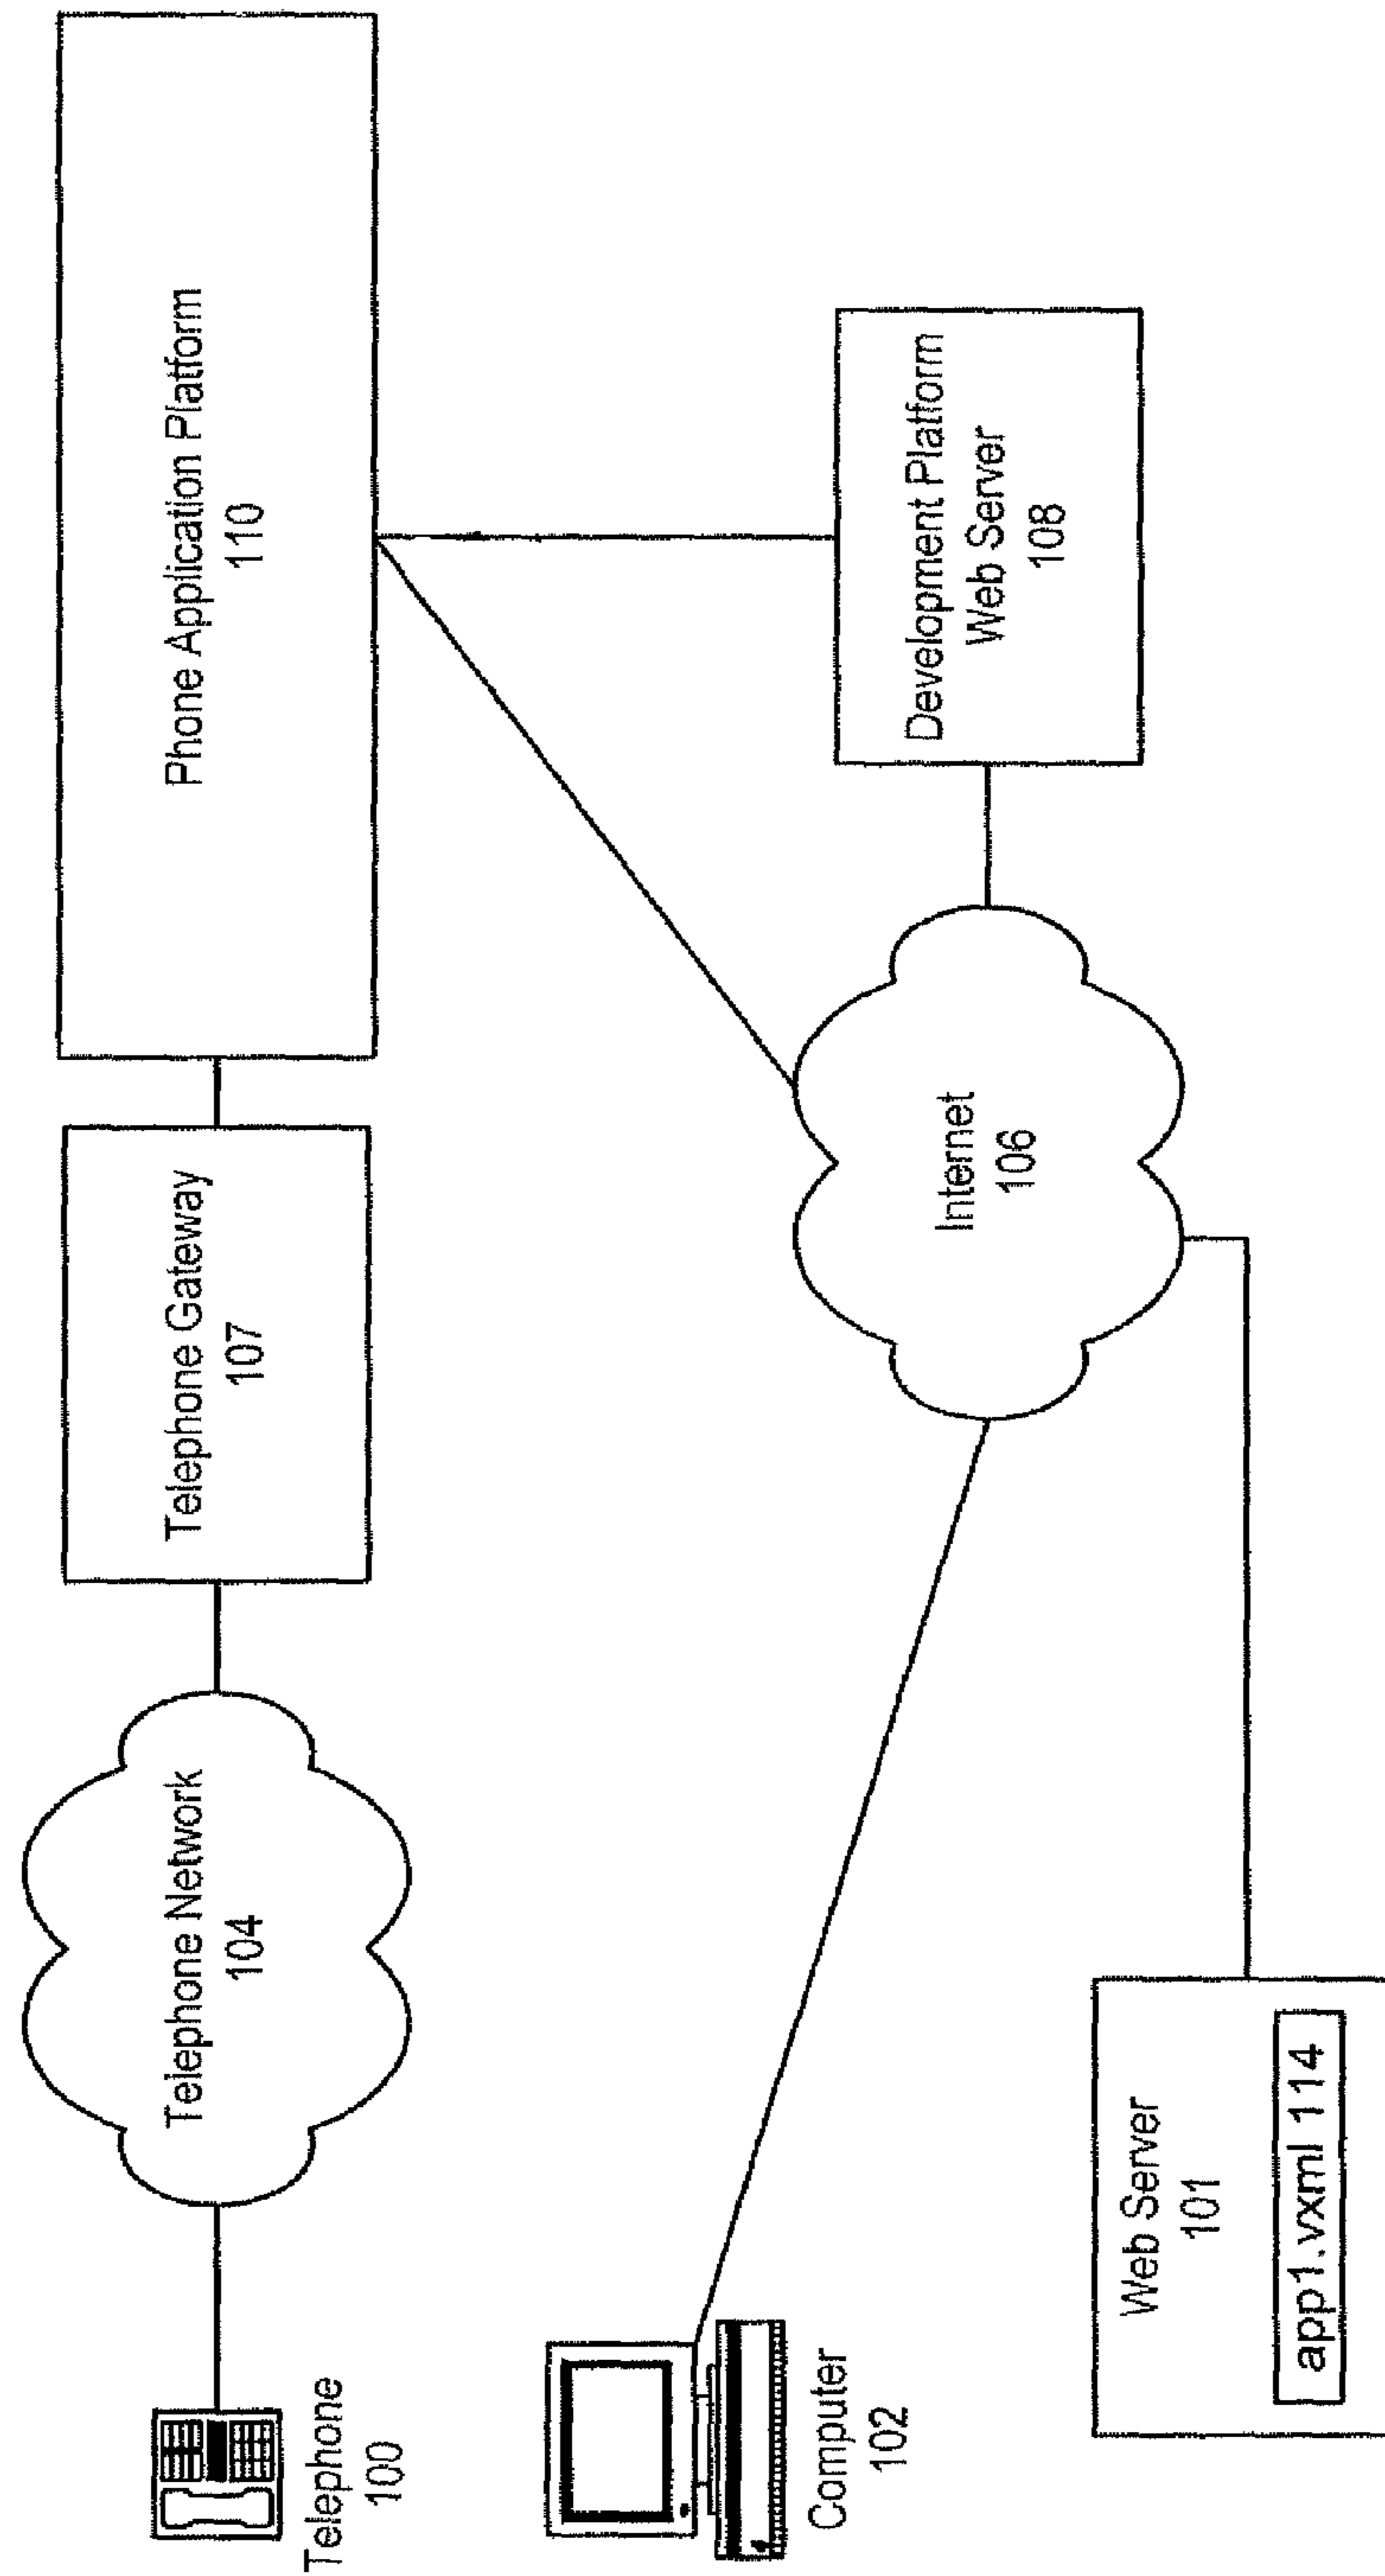 Telephone
100
Telephone Network
104
Telephone Gateway
107
Phone Application Platform
110
Computer
102
Internet
106
Development Platform
Web Server
108
Web Server
101
app1.vxml 114